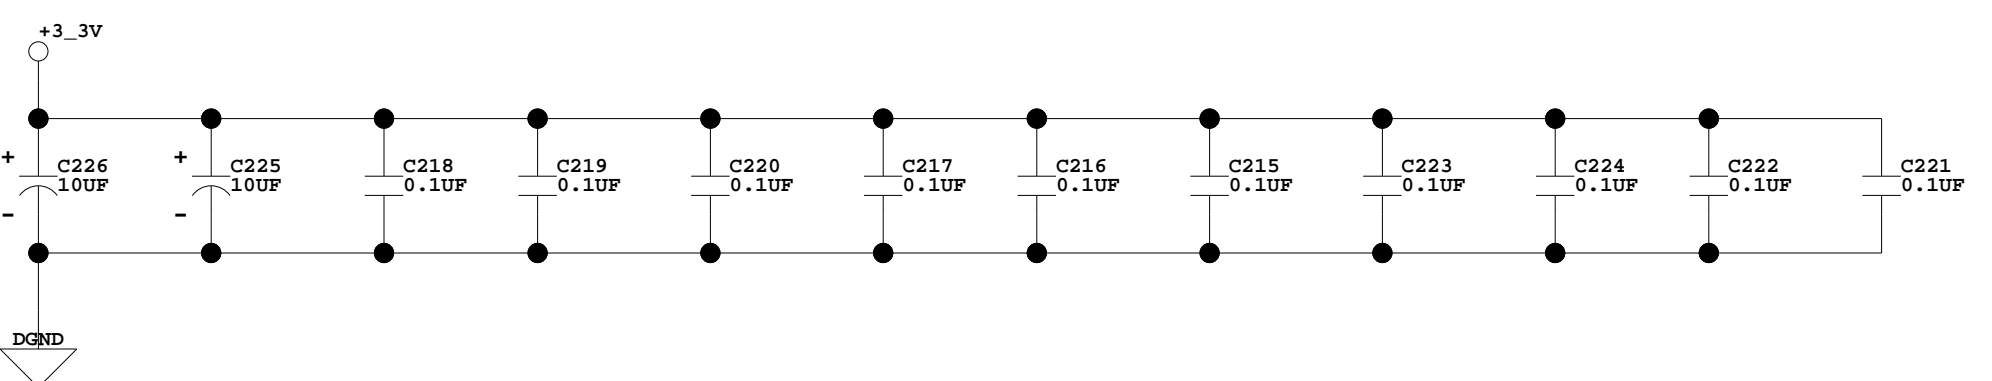 +3_3V
+
C226
10UF
-
+
C225
10UF
-
C218
0.1UF
C219
0.1UF
C220
0.1UF
C217
0.1UF
C216
0.1UF
C215
0.1UF
C223
0.1UF
C224
0.1UF
C222
0.1UF
C221
0.1UF
DGND